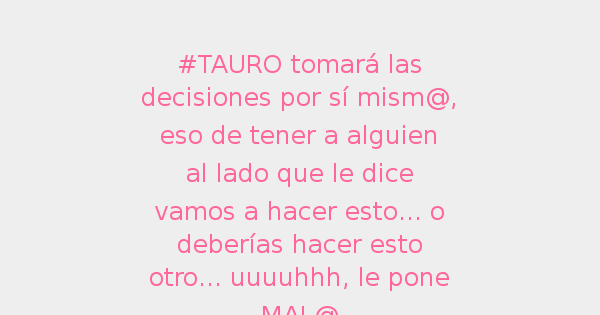 #TAURO tomará las
decisiones por sí mism@,
eso de tener a alguien
al lado que le dice
vamos a hacer esto... o
deberías hacer esto
otro... uuuuhhh, le pone
MAL@